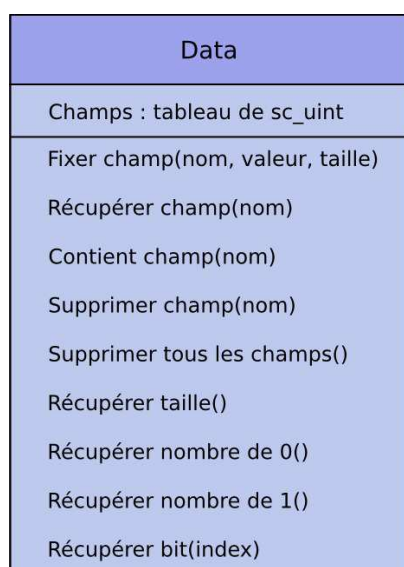 Data
Champs : tableau de sc_uint
Fixer champ(nom, valeur, taille)
Récupérer champ(nom)
Contient champ(nom)
Supprimer champ(nom)
Supprimer tous les champs()
Récupérer taille()
Récupérer nombre de 0()
Récupérer nombre de 1()
Récupérer bit(index)